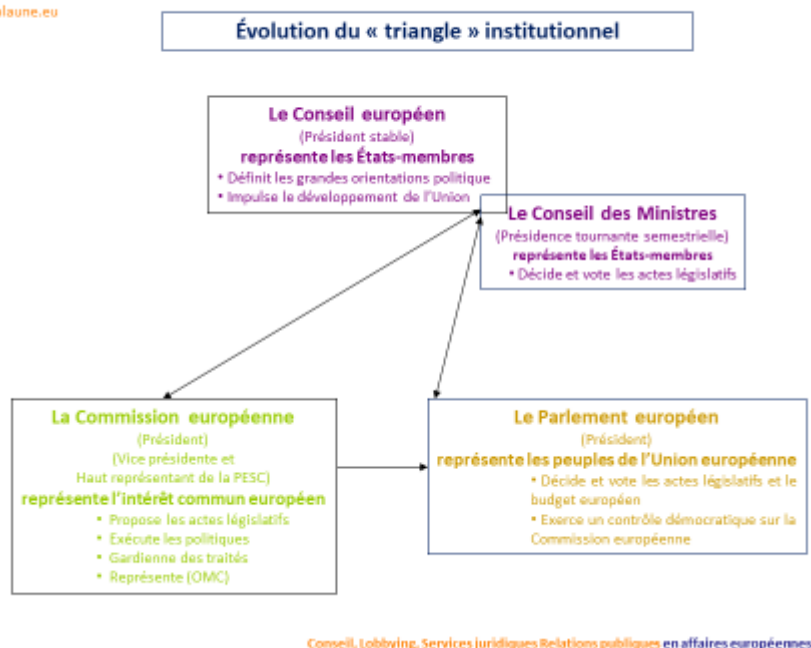 laune.eu
Évolution du « triangle » institutionnel
Le Conseil européen
(Président stable)
représente les États-membres
• Définit les grandes orientations politique
• Impulse le développement de l'Union
Le Conseil des Ministres
(Présidence tournante semestrielle)
représente les États-membres
• Décide et vote les actes législatifs
La Commission européenne
(Président)
(Vice présidente et
Haut représentant de la PESC)
représente l'intérêt commun européen
• Propose les actes législatifs
• Exécute les politiques
• Gardienne des traités
• Représente (OMC)
Le Parlement européen
(Président)
représente les peuples de l'Union européenne
• Décide et vote les actes législatifs et le
budget européen
• Exerce un contrôle démocratique sur la
Commission européenne
Conseil, Lobbying, Services juridiques Relations publiques en affaires européennes